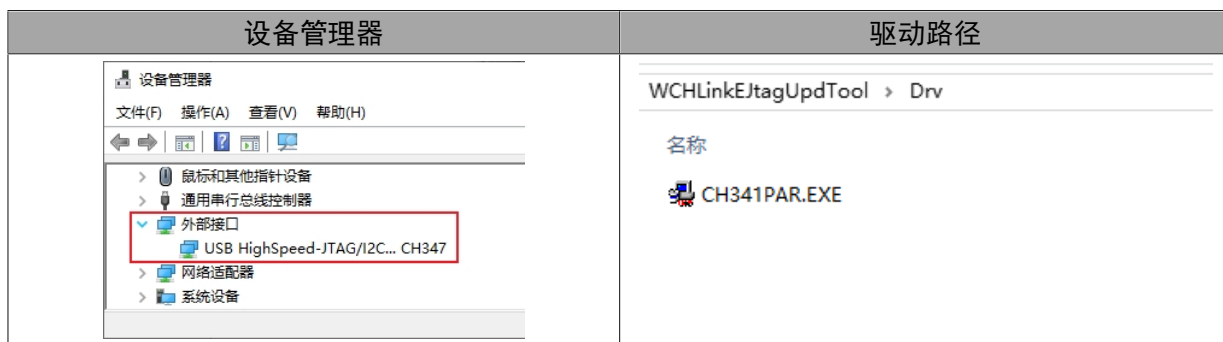 设备管理器
驱动路径
设备管理器
文件(F) 操作(A) 查看(V) 帮助(H)
鼠标和其他指针设备
通用串行总线控制器
外部接口
USB HighSpeed-JTAG/I2C... CH347
网络适配器
系统设备
WCHLinkEJtagUpdTool > Drv
名称
CH341PAR.EXE